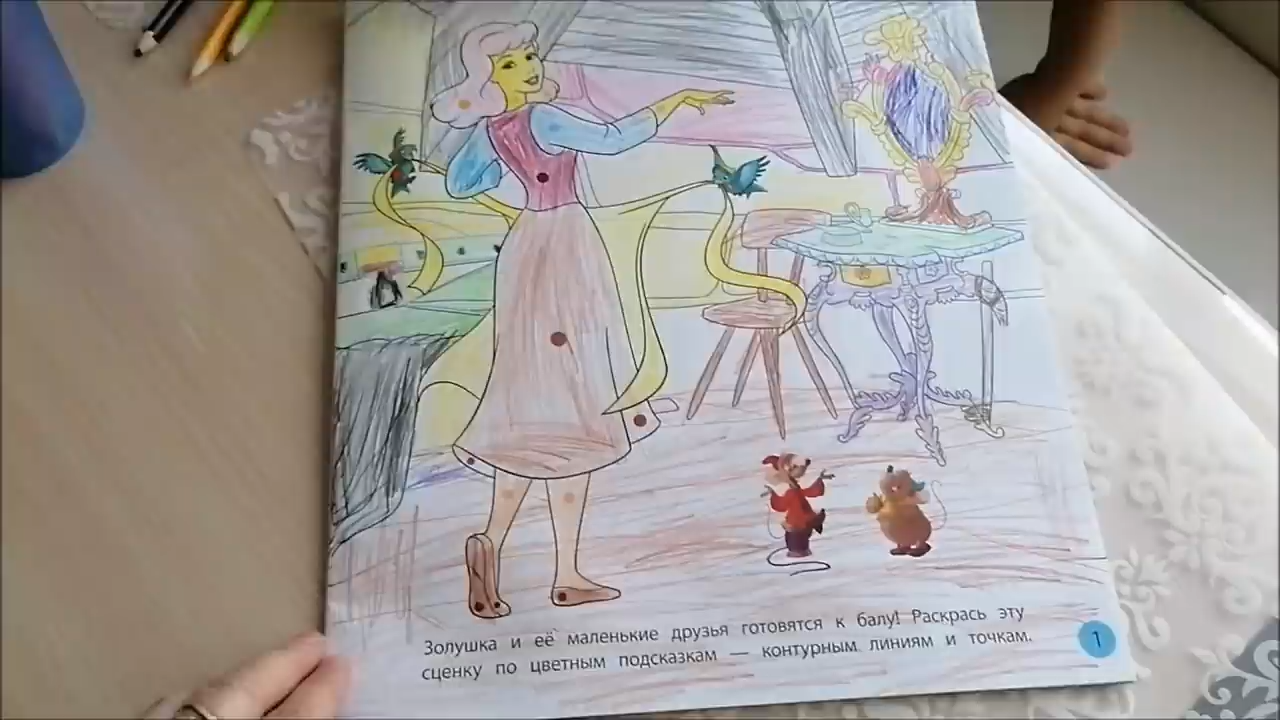 Золушка и её маленькие друзья готовятся к балу! Раскрась эту
сценку по цветным подсказкам — контурным линиям и точкам.
1